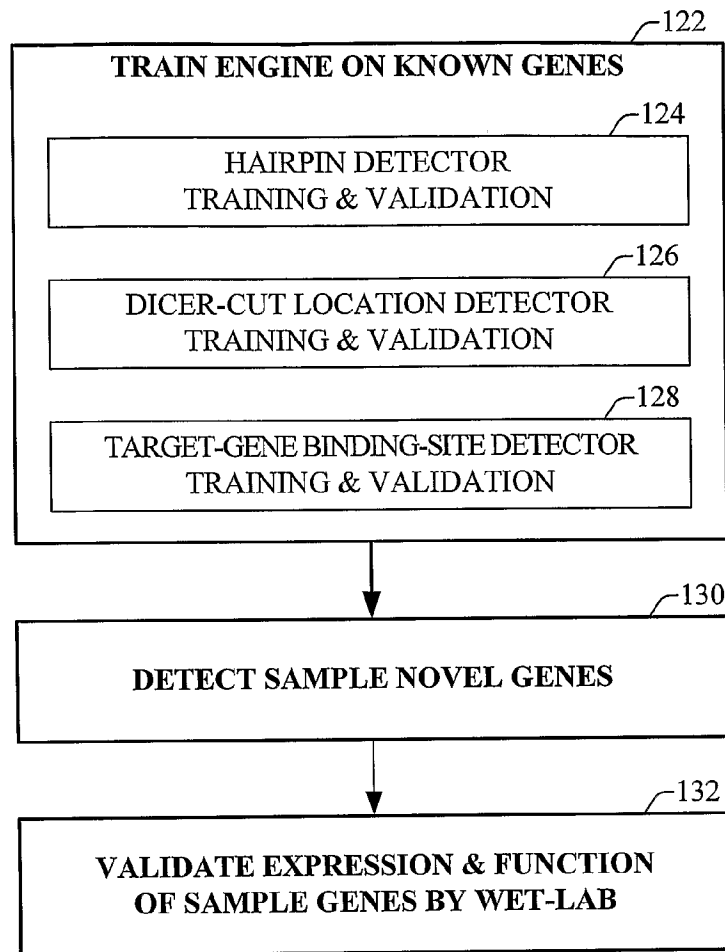 122
TRAIN ENGINE ON KNOWN GENES
124
HAIRPIN DETECTOR
TRAINING & VALIDATION
126
DICER-CUT LOCATION DETECTOR
TRAINING & VALIDATION
128
TARGET-GENE BINDING-SITE DETECTOR
TRAINING & VALIDATION
130
DETECT SAMPLE NOVEL GENES
132
VALIDATE EXPRESSION & FUNCTION
OF SAMPLE GENES BY WET-LAB